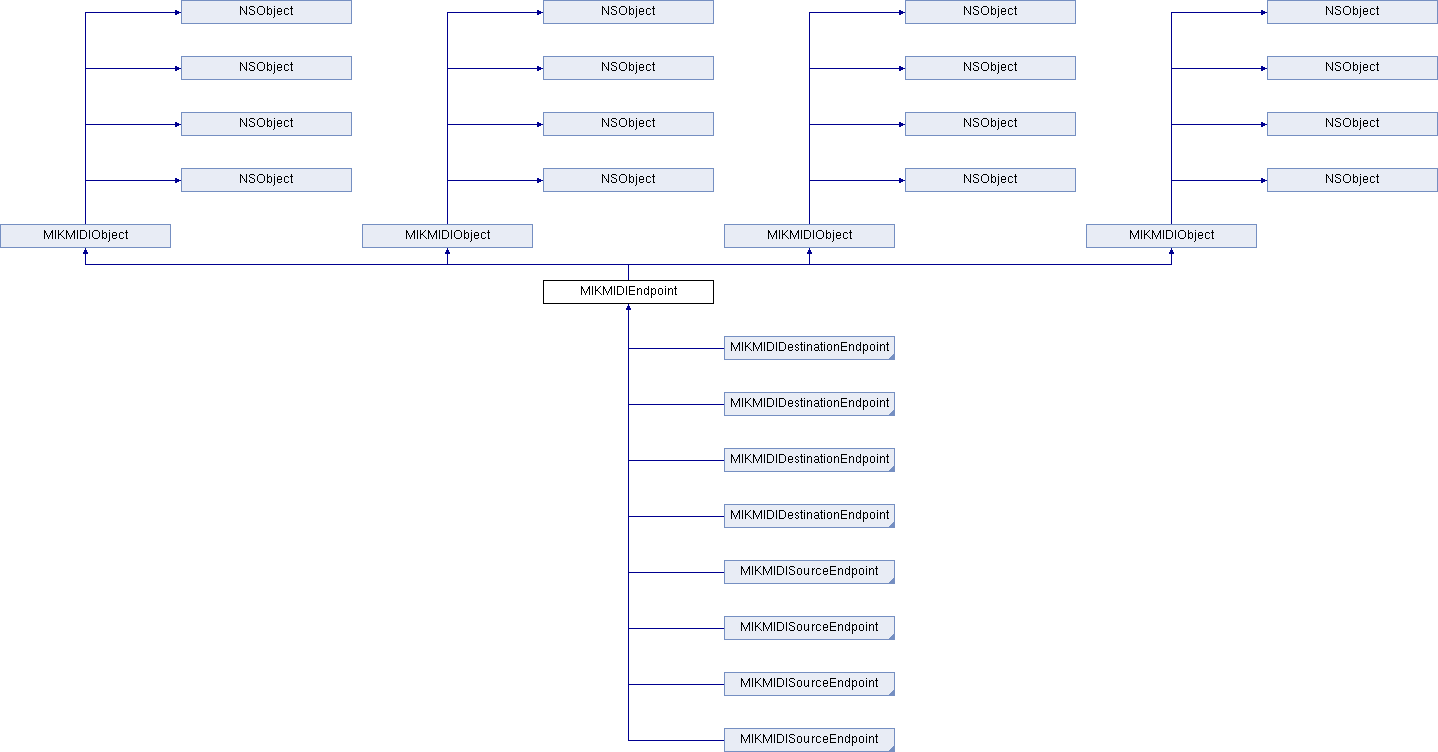 NSObject NSObject NSObject NSObject
NSObject NSObject NSObject NSObject
NSObject NSObject NSObject NSObject
NSObject NSObject NSObject NSObject
MIKMIDIObject MIKMIDIObject MIKMIDIObject MIKMIDIObject
MIKMIDIEndpoint
MIKMIDIDestinationEndpoint
MIKMIDIDestinationEndpoint
MIKMIDIDestinationEndpoint
MIKMIDIDestinationEndpoint
MIKMIDISourceEndpoint
MIKMIDISourceEndpoint
MIKMIDISourceEndpoint
MIKMIDISourceEndpoint